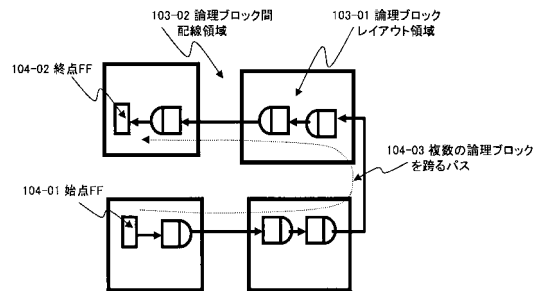 103-02 論理ブロック間
配線領域
103-01 論理ブロック
レイアウト領域
104-02 終点FF
104-03 複数の論理ブロック
を跨るパス
104-01 始点FF